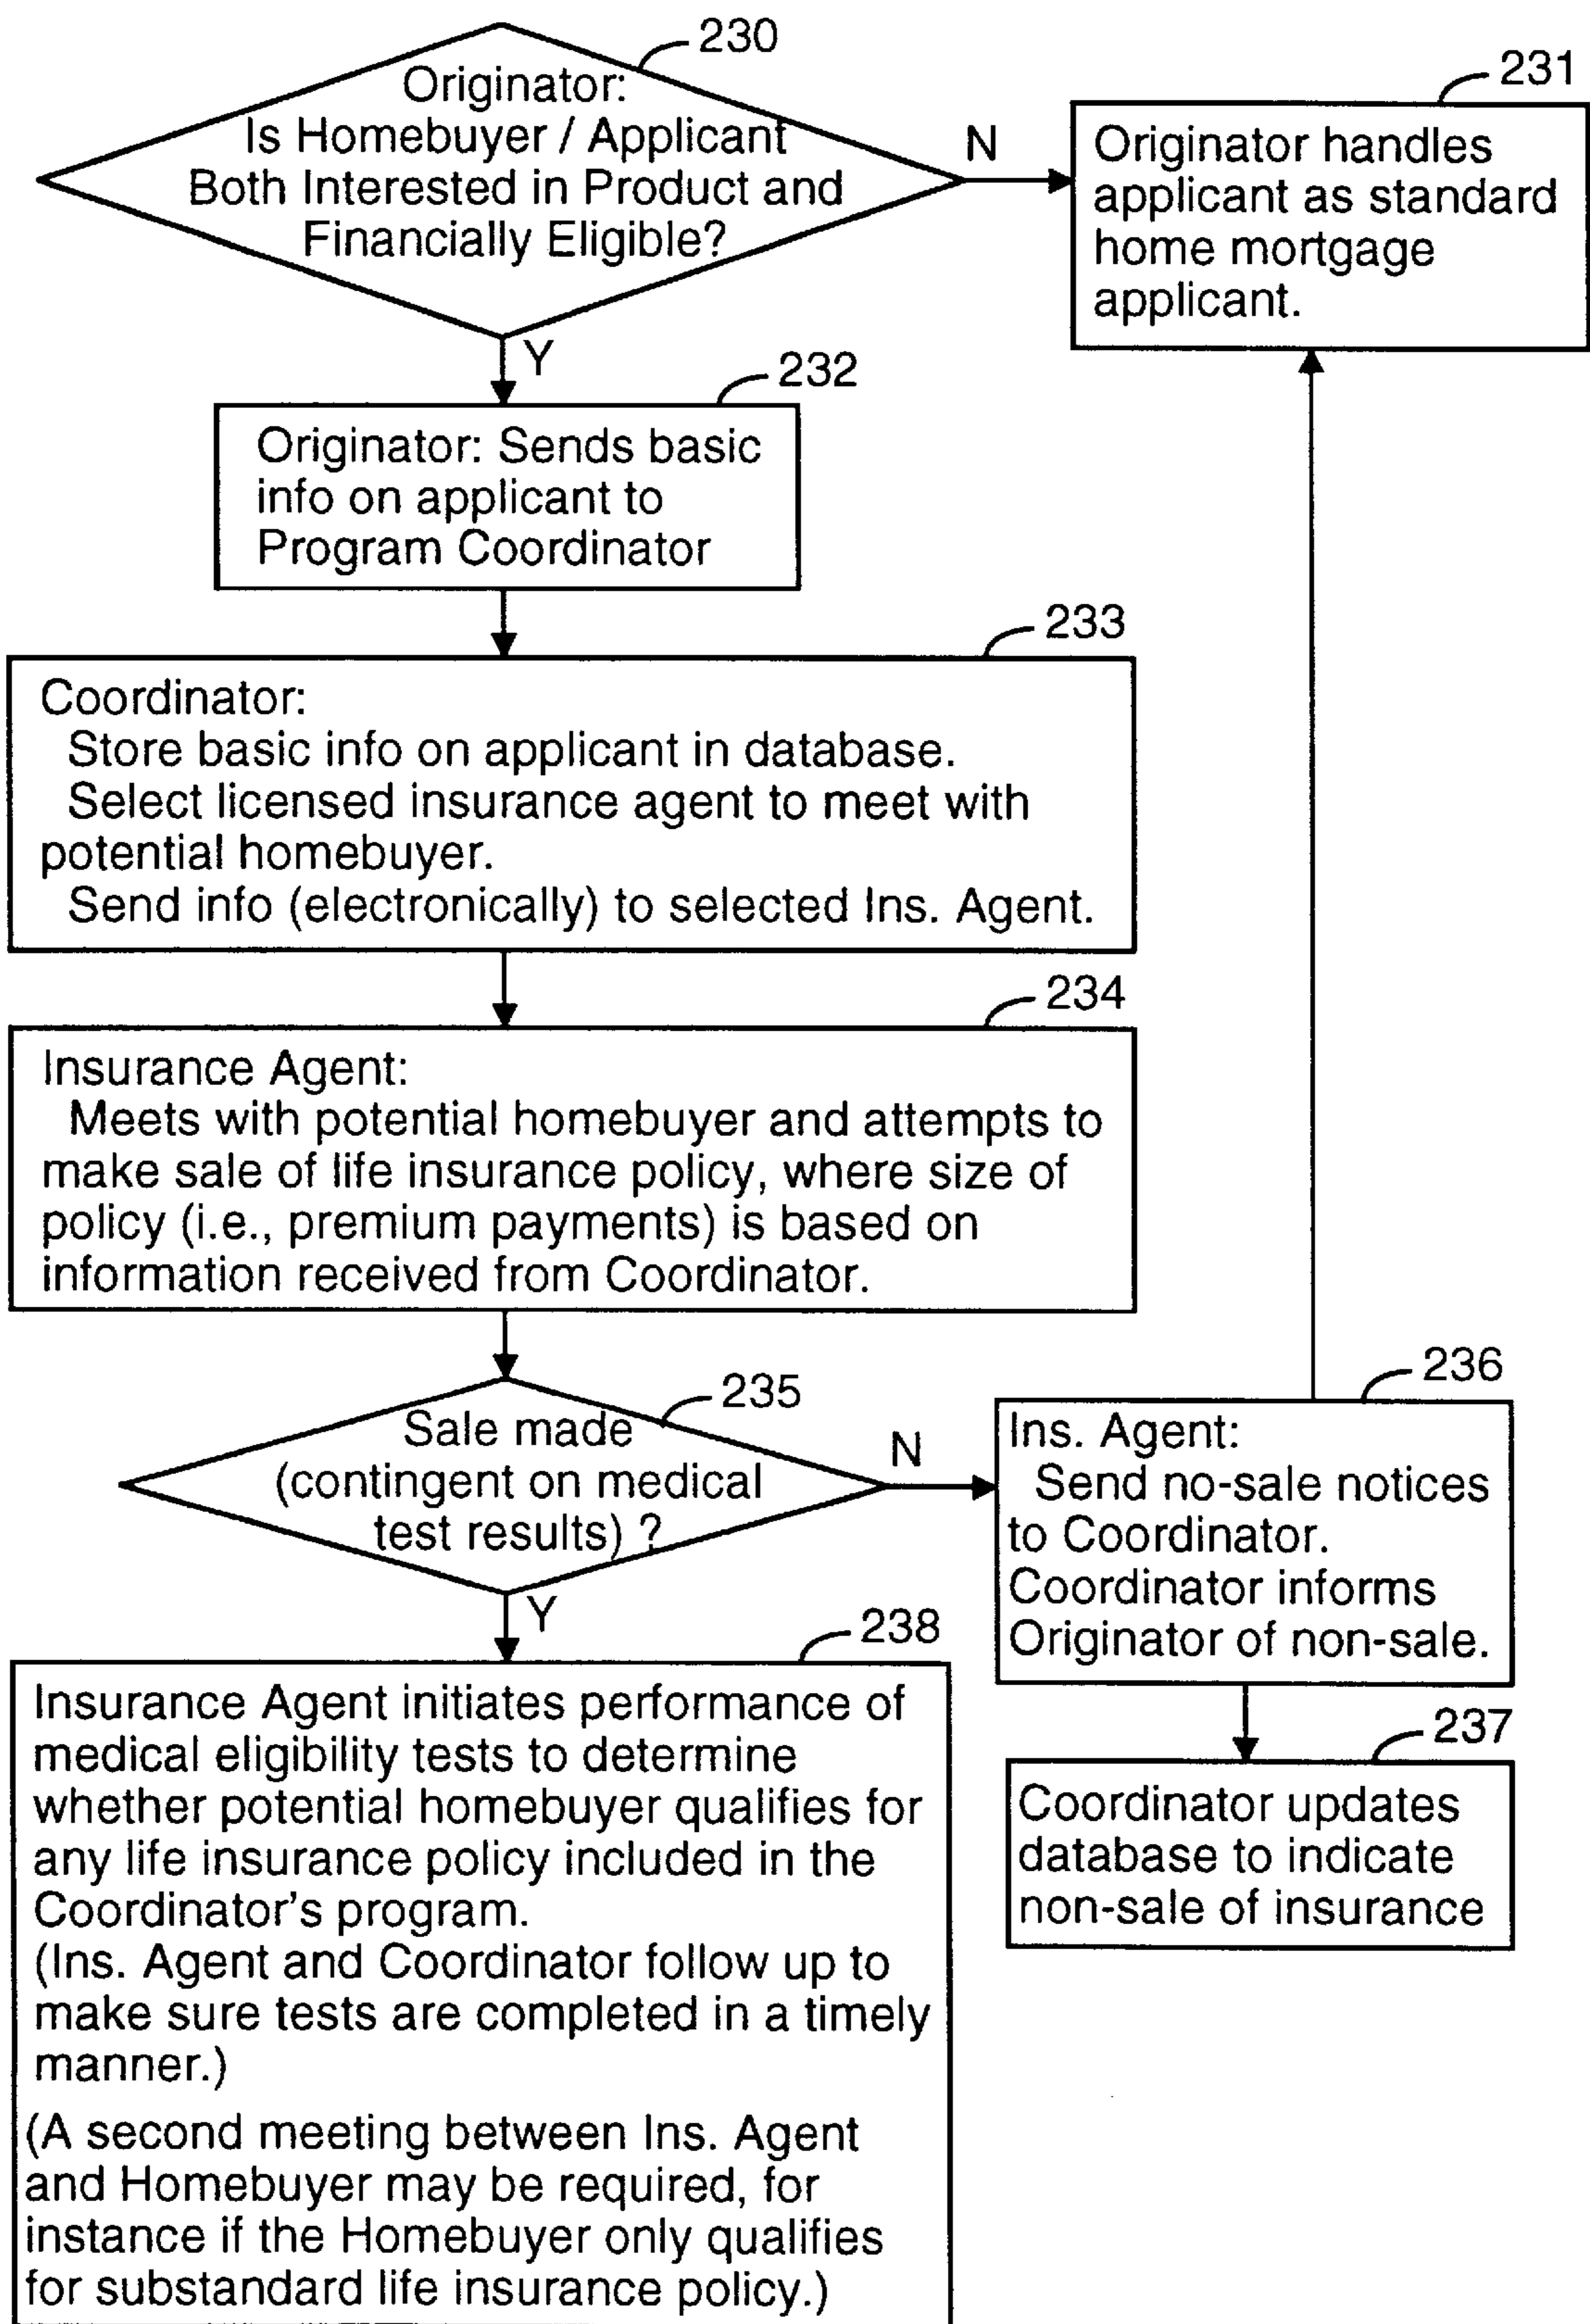 230
Originator:
Is Homebuyer / Applicant
Both Interested in Product and
Financially Eligible?
N
231
Originator handles
applicant as standard
home mortgage
applicant.
Y
232
Originator: Sends basic
info on applicant to
Program Coordinator
233
Coordinator:
Store basic info on applicant in database.
Select licensed insurance agent to meet with
potential homebuyer.
Send info (electronically) to selected Ins. Agent.
234
Insurance Agent:
Meets with potential homebuyer and attempts to
make sale of life insurance policy, where size of
policy (i.e., premium payments) is based on
information received from Coordinator.
235
Sale made
(contingent on medical
test results) ?
N
236
Ins. Agent:
Send no-sale notices
to Coordinator.
Coordinator informs
Originator of non-sale.
237
Coordinator updates
database to indicate
non-sale of insurance
Y
238
Insurance Agent initiates performance of
medical eligibility tests to determine
whether potential homebuyer qualifies for
any life insurance policy included in the
Coordinator's program.
(Ins. Agent and Coordinator follow up to
make sure tests are completed in a timely
manner.)
(A second meeting between Ins. Agent
and Homebuyer may be required, for
instance if the Homebuyer only qualifies
for substandard life insurance policy.)